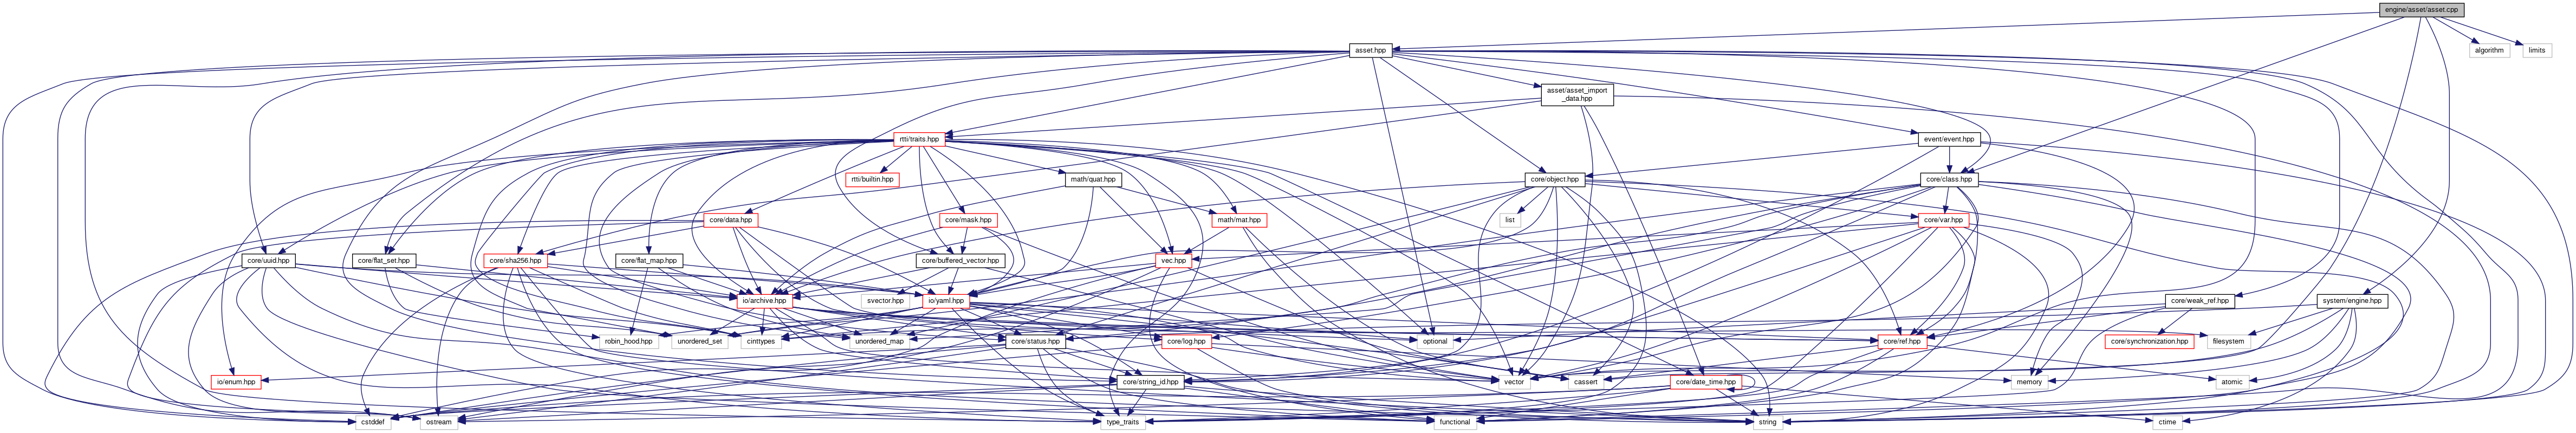 engine/asset/asset.cpp
asset.hpp
algorithm
limits
asset/asset_import
_data.hpp
rtti/traits.hpp
event/event.hpp
rtti/builtin.hpp
math/quat.hpp
core/object.hpp
core/class.hpp
core/data.hpp
core/mask.hpp
math/mat.hpp
list
core/var.hpp
core/uuid.hpp
core/flat_set.hpp
core/sha256.hpp
core/flat_map.hpp
core/buffered_vector.hpp
vec.hpp
io/archive.hpp
svector.hpp
io/yaml.hpp
core/weak_ref.hpp
system/engine.hpp
robin_hood.hpp
unordered_set
cinttypes
unordered_map
core/status.hpp
core/log.hpp
optional
core/ref.hpp
core/synchronization.hpp
filesystem
io/enum.hpp
core/string_id.hpp
vector
cassert
core/date_time.hpp
memory
atomic
cstddef
ostream
type_traits
functional
string
ctime